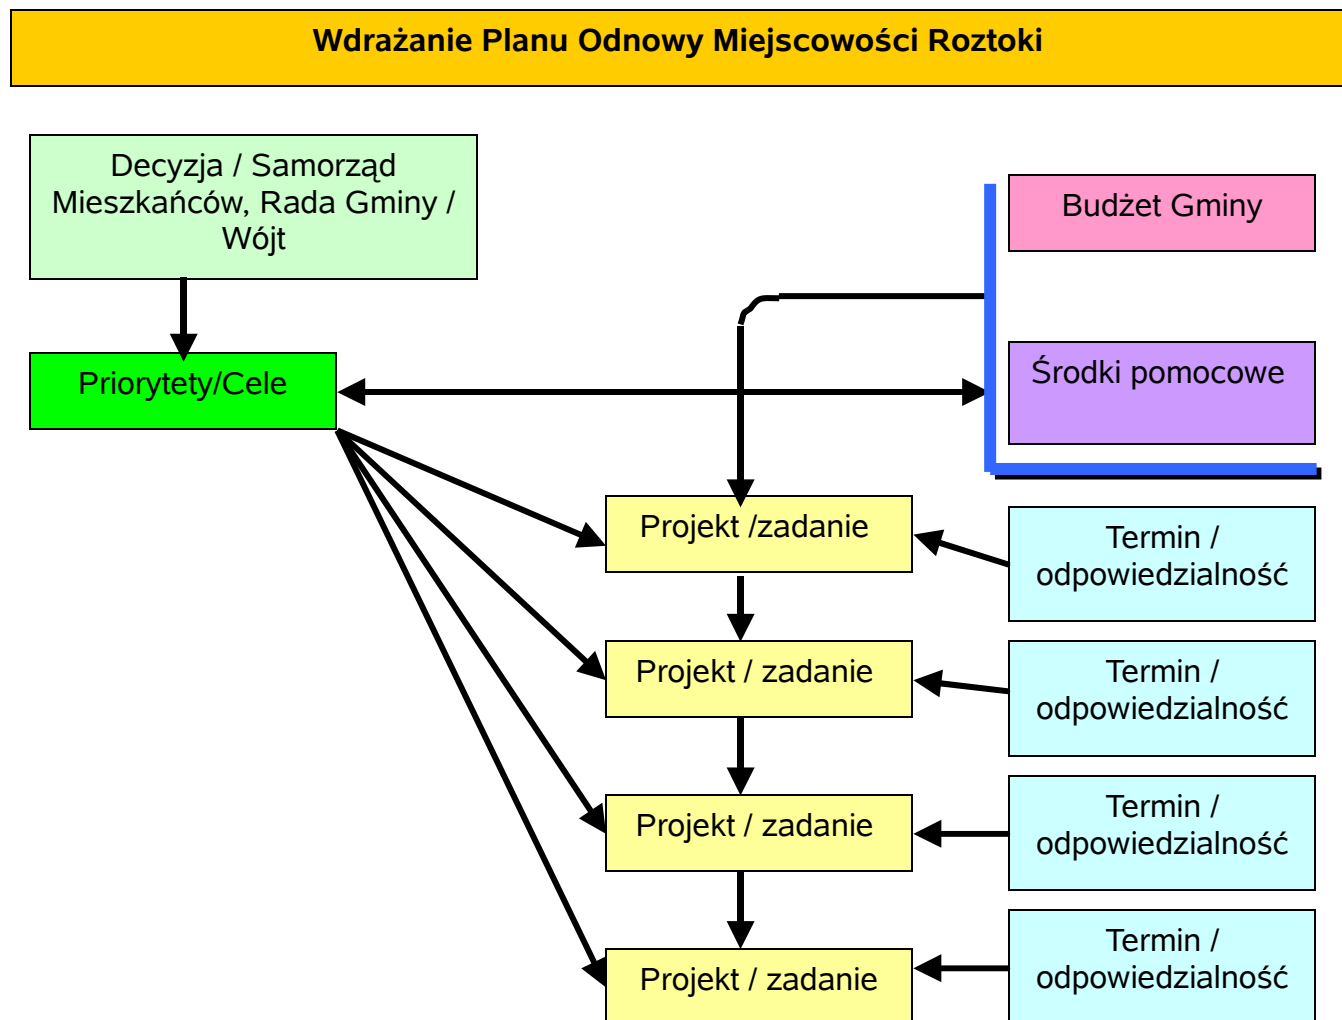 Wdrażanie Planu Odnowy Miejscowości Roztoki
Decyzja / Samorząd
Mieszkańców, Rada Gminy /
Wójt
Budżet Gminy
Priorytety/Cele
Środki pomocowe
Projekt /zadanie
Termin /
odpowiedzialność
Projekt / zadanie
Termin /
odpowiedzialność
Projekt / zadanie
Termin /
odpowiedzialność
Projekt / zadanie
Termin /
odpowiedzialność